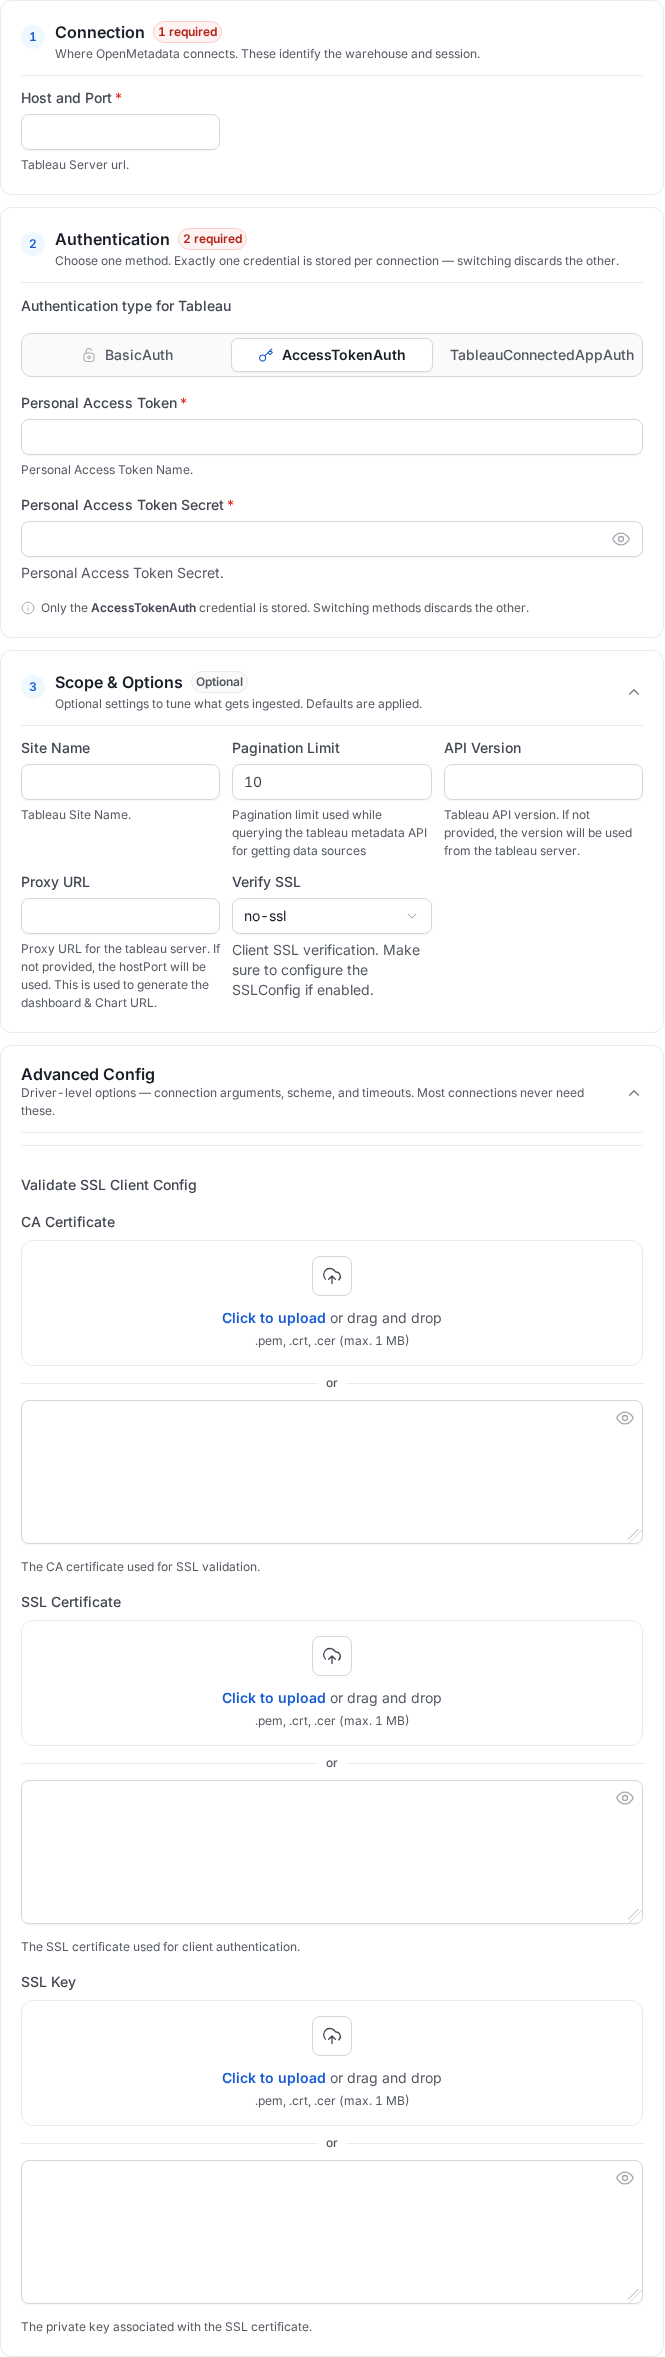 1
Connection 1 required
Where OpenMetadata connects. These identify the warehouse and session.
Host and Port *
Tableau Server url.
2
Authentication 2 required
Choose one method. Exactly one credential is stored per connection — switching discards the other.
Authentication type for Tableau
BasicAuth AccessTokenAuth TableauConnectedAppAuth
Personal Access Token *
Personal Access Token Name.
Personal Access Token Secret *
Personal Access Token Secret.
Only the AccessTokenAuth credential is stored. Switching methods discards the other.
3
Scope & Options Optional
Optional settings to tune what gets ingested. Defaults are applied.
Site Name
Tableau Site Name.
Pagination Limit
10
Pagination limit used while
querying the tableau metadata API
for getting data sources
API Version
Tableau API version. If not
provided, the version will be used
from the tableau server.
Proxy URL
Proxy URL for the tableau server. If
not provided, the hostPort will be
used. This is used to generate the
dashboard & Chart URL.
Verify SSL
no-ssl
Client SSL verification. Make
sure to configure the
SSLConfig if enabled.
Advanced Config
Driver-level options — connection arguments, scheme, and timeouts. Most connections never need
these.
Validate SSL Client Config
CA Certificate
Click to upload or drag and drop
.pem, .crt, .cer (max. 1 MB)
or
The CA certificate used for SSL validation.
SSL Certificate
Click to upload or drag and drop
.pem, .crt, .cer (max. 1 MB)
or
The SSL certificate used for client authentication.
SSL Key
Click to upload or drag and drop
.pem, .crt, .cer (max. 1 MB)
or
The private key associated with the SSL certificate.